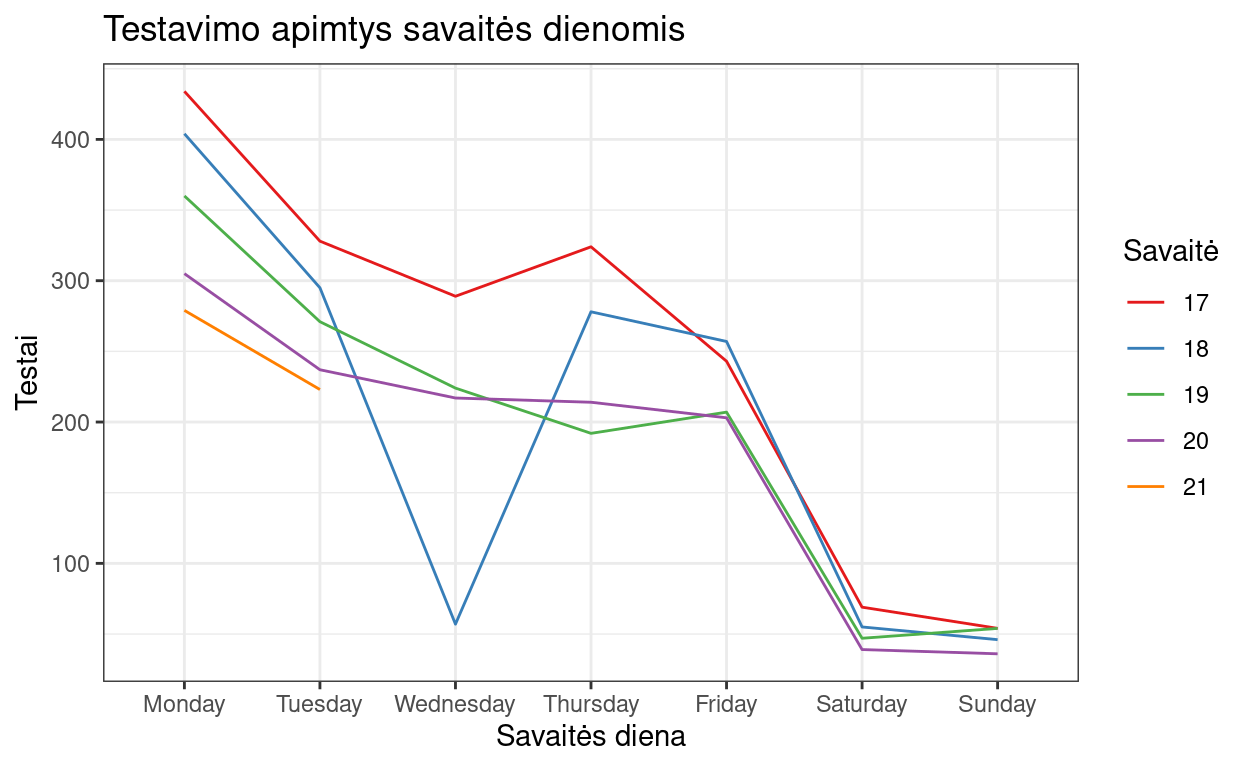 Testavimo apimtys savaitės dienomis
Testai
400
300
200
100
Monday Tuesday Wednesday Thursday Friday Saturday Sunday
Savaitės diena
Savaitė
17
18
19
20
21